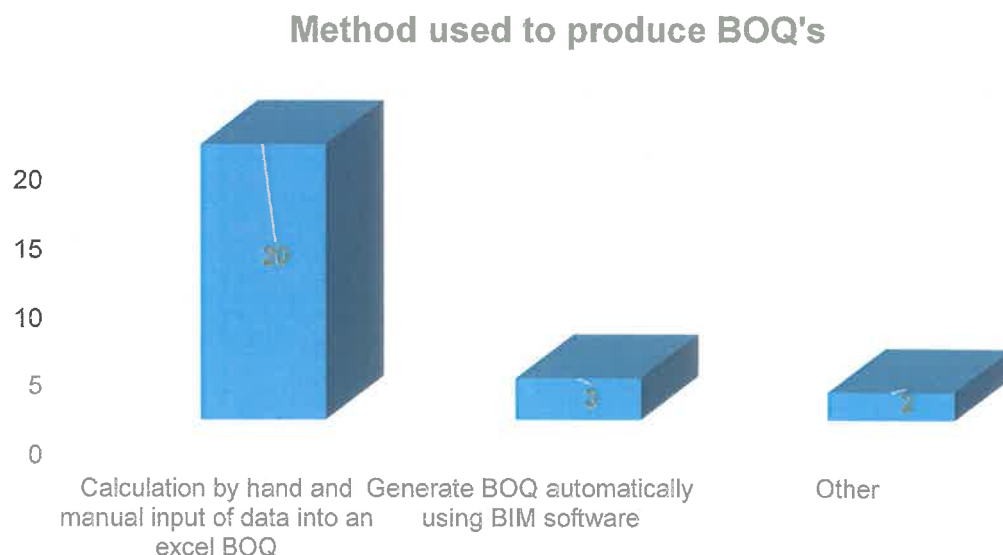 Method used to produce BOQ's
20
15
10
5
0
20
3
2
Calculation by hand and
manual input of data into an
excel BOQ
Generate BOQ automatically
using BIM software
Other